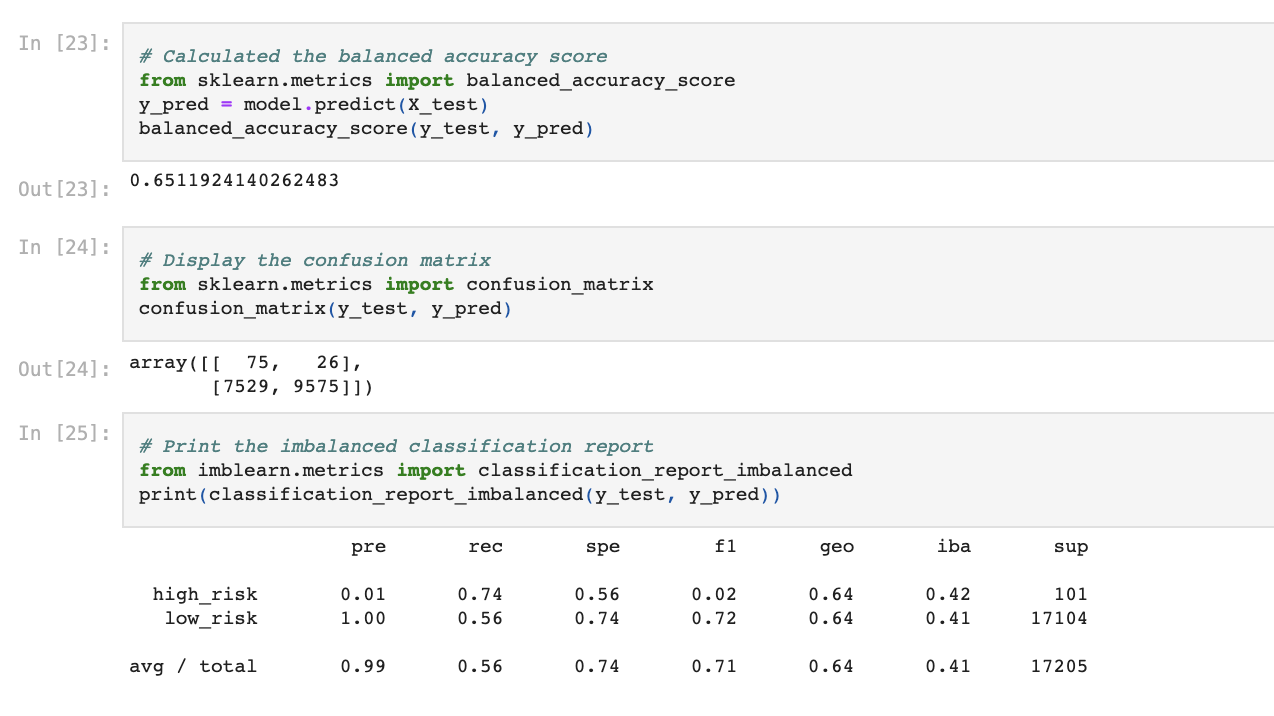 In [23]:
# Calculated the balanced accuracy score
from sklearn.metrics import balanced_accuracy_score
y_pred = model.predict(X_test)
balanced_accuracy_score(y_test, y_pred)
Out[23]: 0.6511924140262483
In [24]:
# Display the confusion matrix
from sklearn.metrics import confusion_matrix
confusion_matrix(y_test, y_pred)
Out[24]: array([[  75,   26],
       [7529, 9575]])
In [25]:
# Print the imbalanced classification report
from imblearn.metrics import classification_report_imbalanced
print(classification_report_imbalanced(y_test, y_pred))
pre rec spe f1 geo iba sup
high_risk 0.01 0.74 0.56 0.02 0.64 0.42 101
low_risk 1.00 0.56 0.74 0.72 0.64 0.41 17104
avg / total 0.99 0.56 0.74 0.71 0.64 0.41 17205